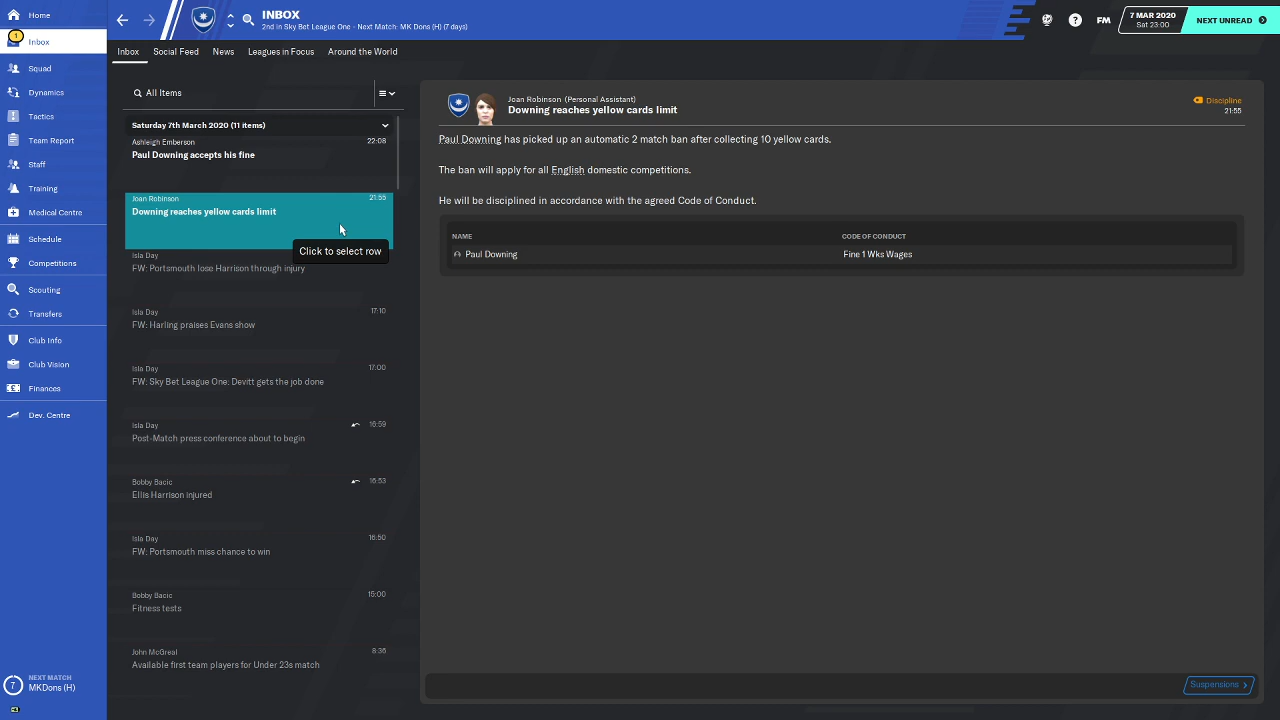 Home
INBOX
2nd in Sky Bet League One - Next Match: MK Dons (H) (7 days)
?
FM
7 MAR 2020
Sat 23:00
NEXT UNREAD
1
Inbox
Squad
Dynamics
Tactics
Team Report
Staff
Training
Medical Centre
Schedule
Competitions
Scouting
Transfers
Club Info
Club Vision
Finances
Dev. Centre
7
NEXT MATCH
MK Dons (H)
Inbox
Social Feed
News
Leagues in Focus
Around the World
All Items
Saturday 7th March 2020 (11 items)
Ashleigh Emberson
22:08
Paul Downing accepts his fine
Joan Robinson
21:55
Downing reaches yellow cards limit
Click to select row
Isla Day
FW: Portsmouth lose Harrison through injury
Isla Day
17:10
FW: Harling praises Evans show
Isla Day
17:00
FW: Sky Bet League One: Devitt gets the job done
Isla Day
16:59
Post-Match press conference about to begin
Bobby Bacic
16:53
Ellis Harrison injured
Isla Day
16:50
FW: Portsmouth miss chance to win
Bobby Bacic
15:00
Fitness tests
John McGreal
8:36
Available first team players for Under 23s match
Joan Robinson (Personal Assistant)
Downing reaches yellow cards limit
Discipline
21:55
Paul Downing has picked up an automatic 2 match ban after collecting 10 yellow cards.
The ban will apply for all English domestic competitions.
He will be disciplined in accordance with the agreed Code of Conduct.
NAME
CODE OF CONDUCT
Paul Downing
Fine 1 Wks Wages
Suspensions